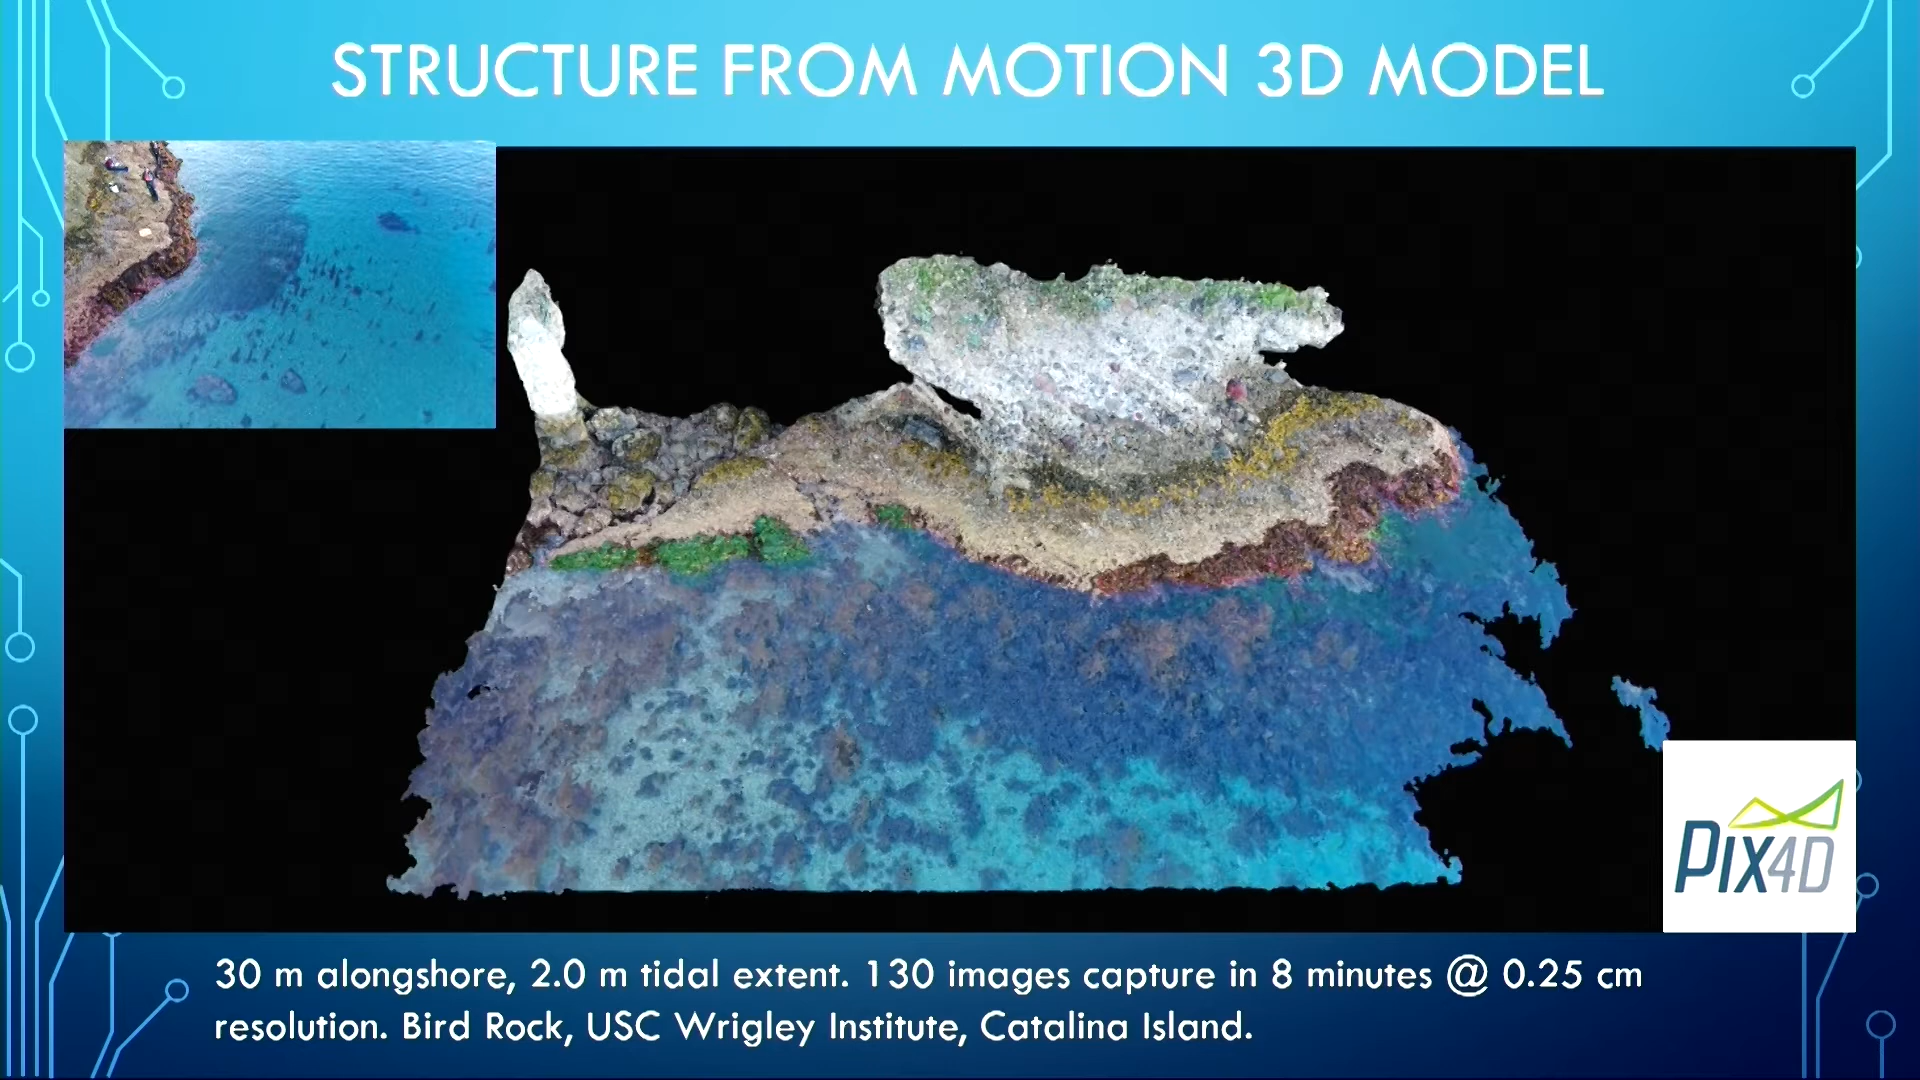 STRUCTURE FROM MOTION 3D MODEL
PIX4D
30 m alongshore, 2.0 m tidal extent. 130 images capture in 8 minutes @ 0.25 cm
resolution. Bird Rock, USC Wrigley Institute, Catalina Island.